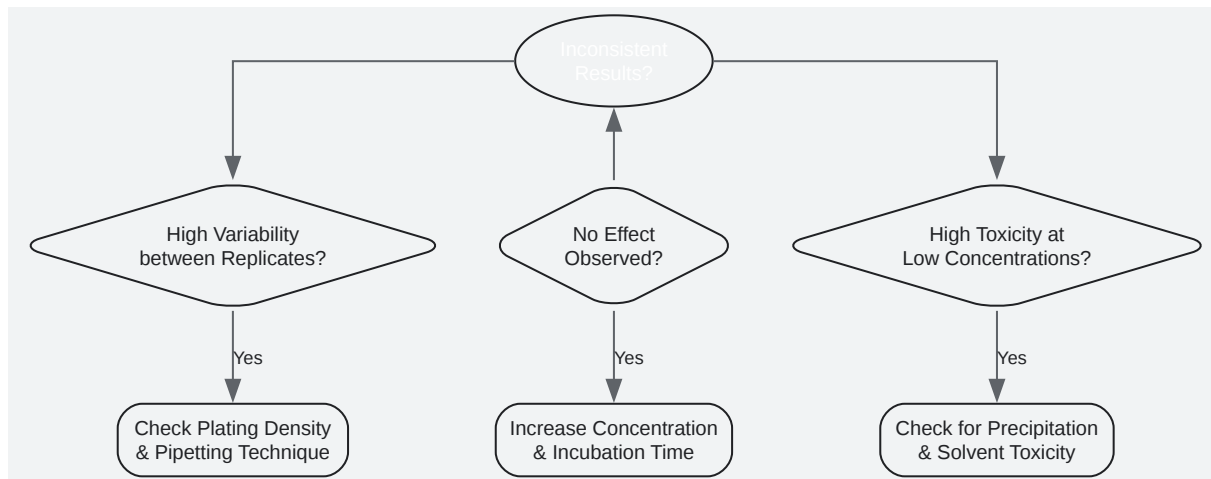 Inconsistent
Results?
High Variability
between Replicates?
No Effect
Observed?
High Toxicity at
Low Concentrations?
Yes
Yes
Yes
Check Plating Density
& Pipetting Technique
Increase Concentration
& Incubation Time
Check for Precipitation
& Solvent Toxicity